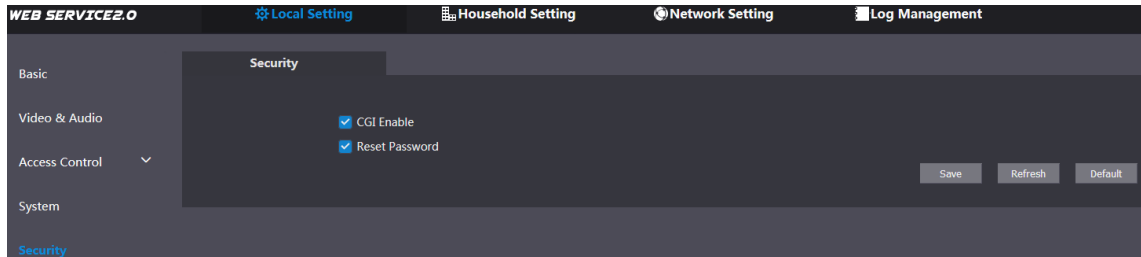 WEB SERVICE2.0 Local Setting Household Setting Network Setting Log Management
Basic
Security
Video & Audio
CGI Enable
Reset Password
Access Control
Save Refresh Default
System
Security